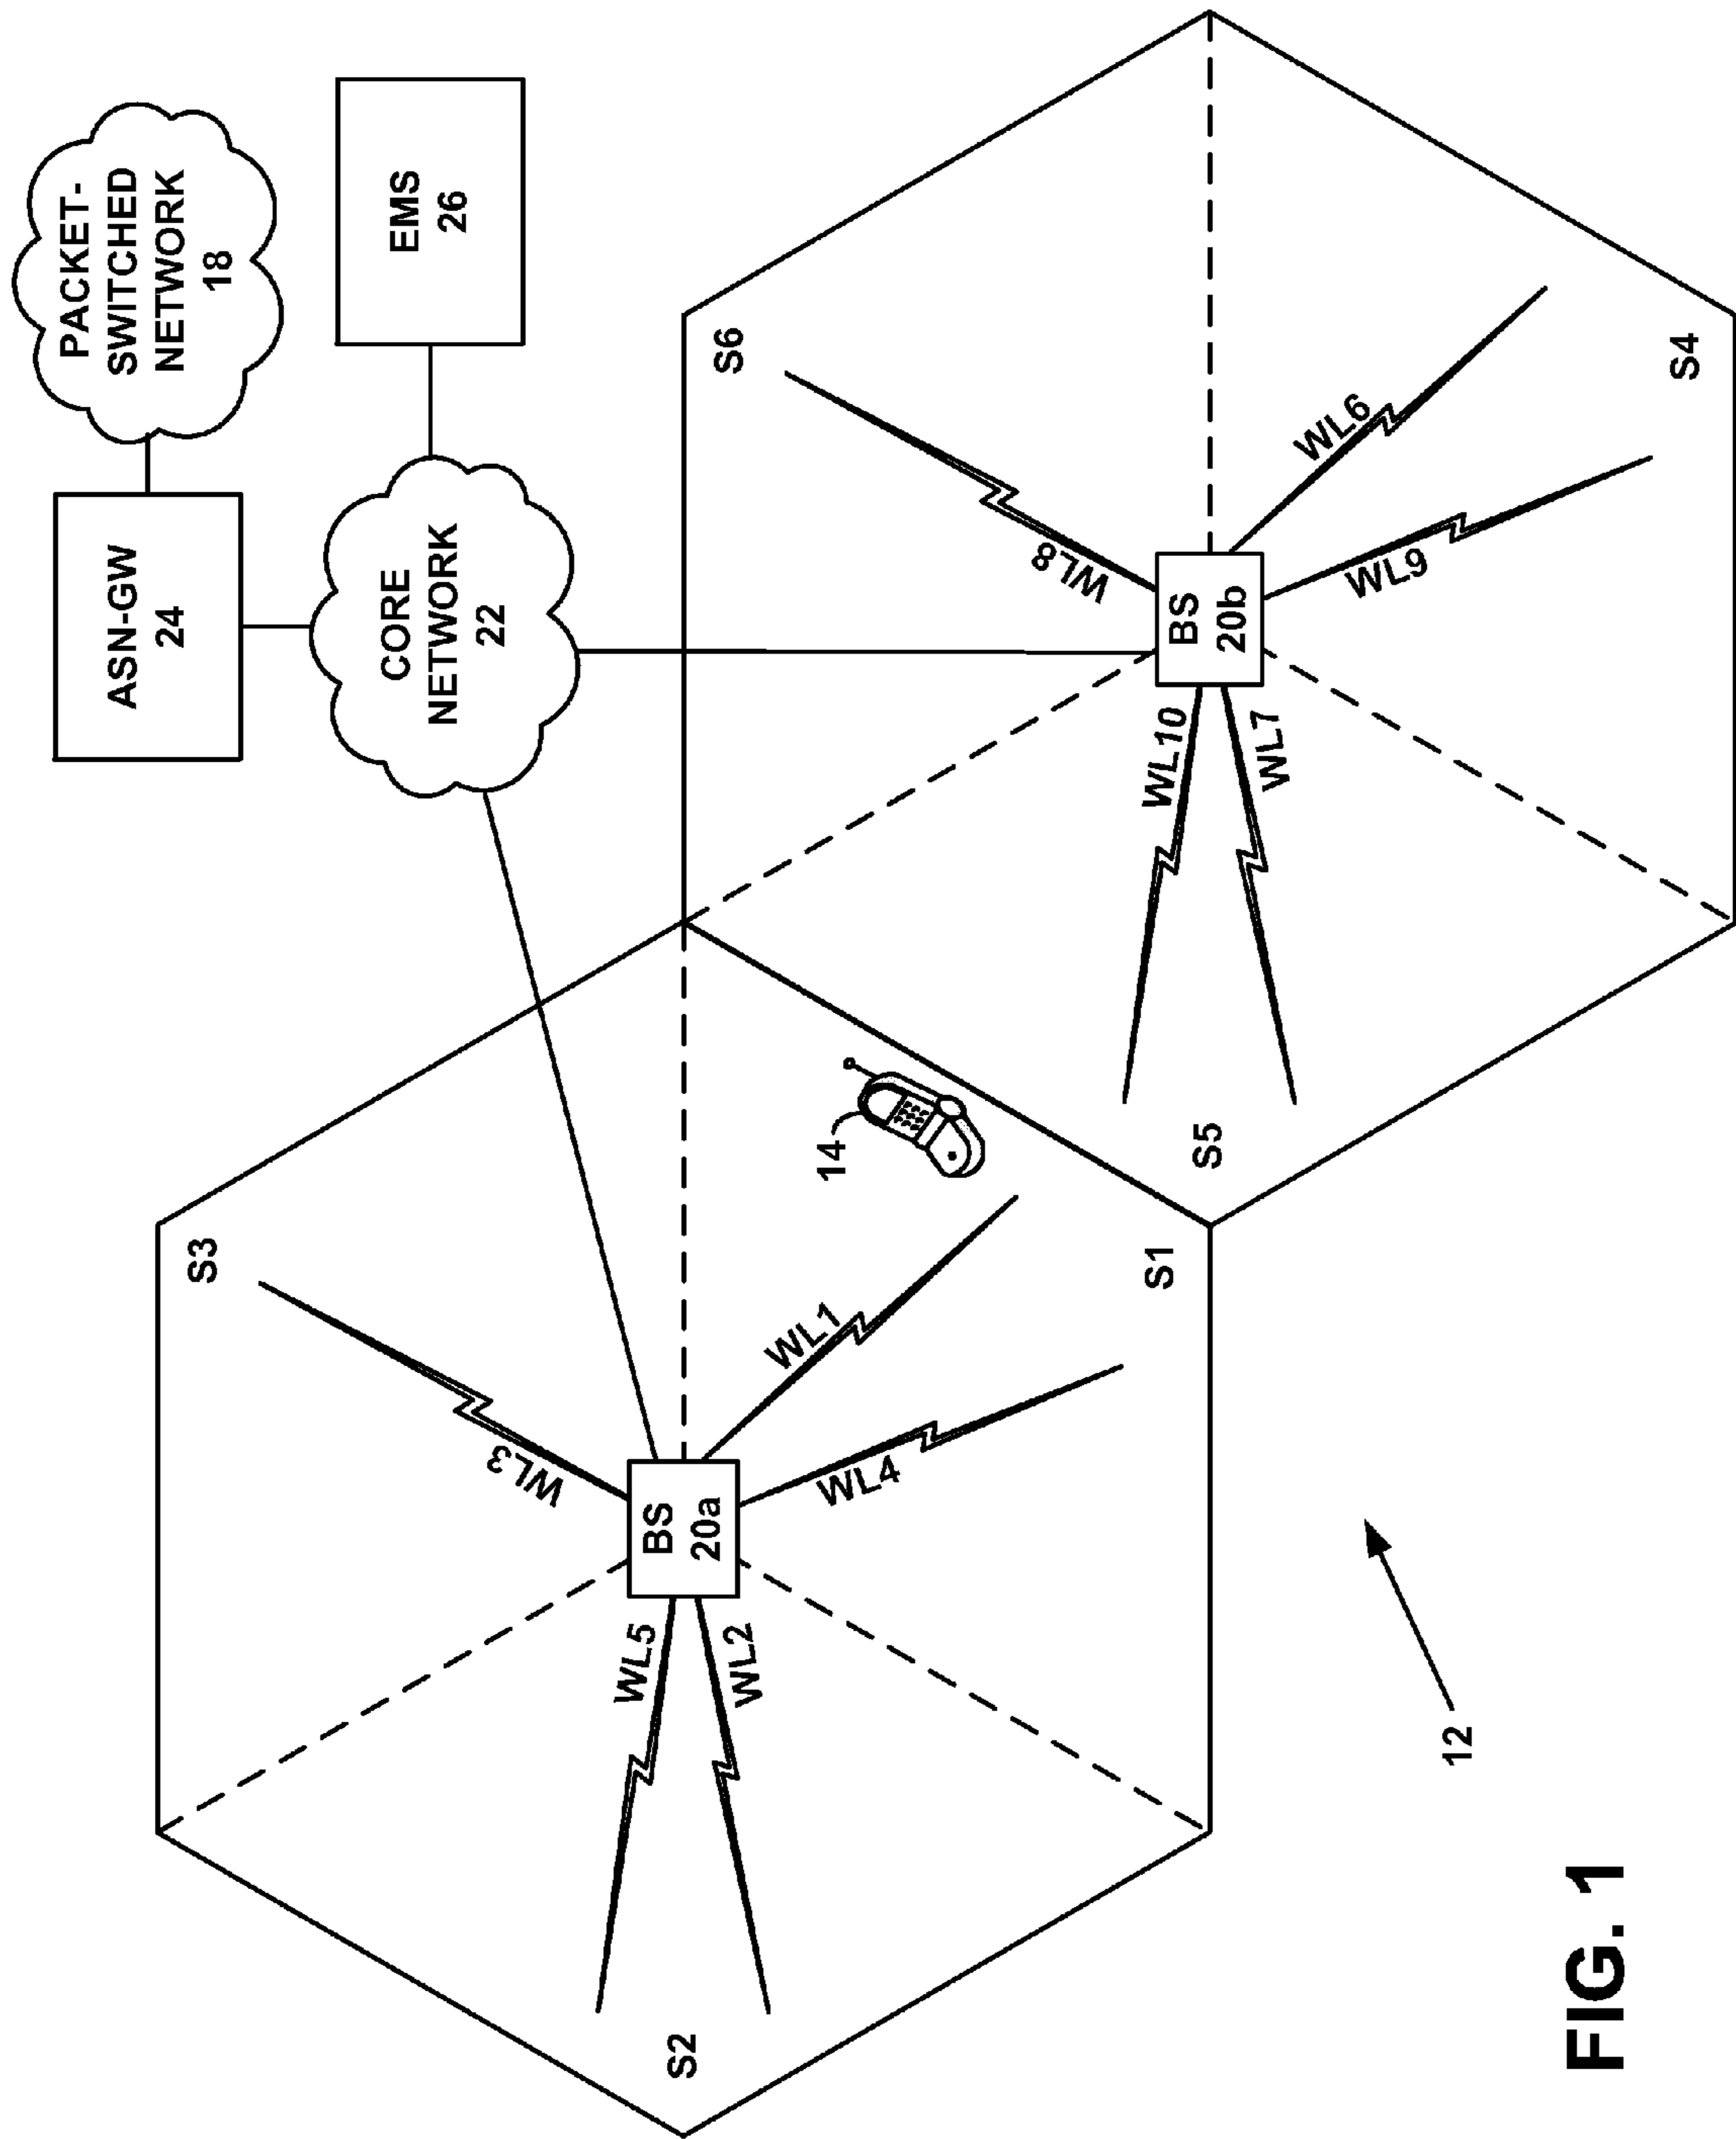 PACKET-
SWITCHED
NETWORK
18
ASN-GW
24
EMS
26
CORE
NETWORK
22
S3
S6
WL3
WL8
14
BS
20a
BS
20b
WL5
WL2
WL1
WL4
WL10
WL7
WL6
WL9
S2
S1
S5
S4
12
FIG. 1